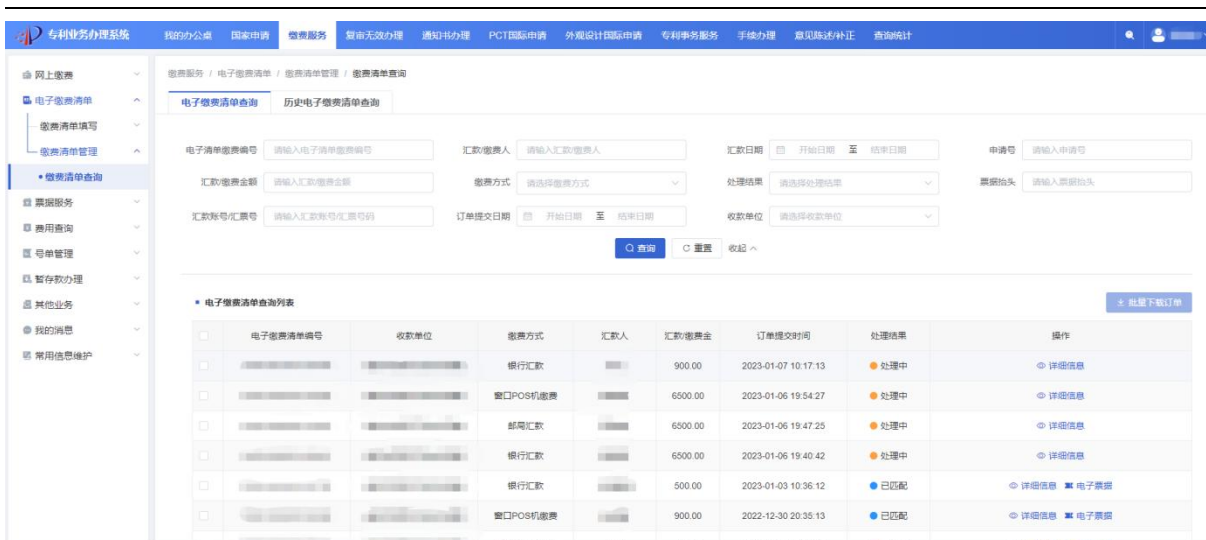 专利业务办理系统
我的办公桌 国家申请 缴费服务 复审无效办理 通知书办理 PCT国际申请 外观设计国际申请 专利事务服务 手续办理 意见陈述/补正 查询统计
网上缴费
电子缴费清单
缴费清单填写
缴费清单管理
缴费清单查询
票据服务
费用查询
号单管理
暂存款办理
其他业务
我的消息
常用信息维护
缴费服务 / 电子缴费清单 / 缴费清单管理 / 缴费清单查询
电子缴费清单查询 历史电子缴费清单查询
电子清单缴费编号 请输入电子清单缴费编号 汇款/缴费人 请输入汇款/缴费人 汇款日期 开始日期 至 结束日期 申请号 请输入申请号
汇款/缴费金额 请输入汇款/缴费金额 缴费方式 请选择缴费方式 处理结果 请选择处理结果 票据抬头 请输入票据抬头
汇款账号/汇票号 请输入汇款账号/汇票号码 订单提交日期 开始日期 至 结束日期 收款单位 请选择收款单位
查询 重置 收起
电子缴费清单查询列表 批量下载订单
电子缴费清单编号 收款单位 缴费方式 汇款人 汇款/缴费金 订单提交时间 处理结果 操作
银行汇款 900.00 2023-01-07 10:17:13 处理中 详细信息
窗口POS机缴费 6500.00 2023-01-06 19:54:27 处理中 详细信息
邮局汇款 6500.00 2023-01-06 19:47:25 处理中 详细信息
银行汇款 6500.00 2023-01-06 19:40:42 处理中 详细信息
银行汇款 500.00 2023-01-03 10:36:12 已匹配 详细信息 电子票据
窗口POS机缴费 900.00 2022-12-30 20:35:13 已匹配 详细信息 电子票据